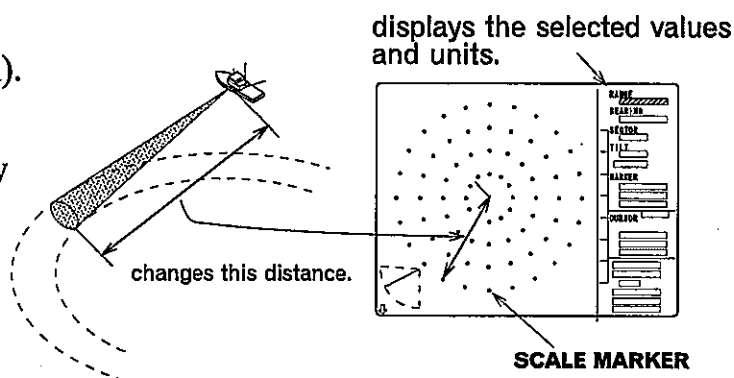 displays the selected values
and units.
).
y
changes this distance.
RANGE
BEARING
SECTOR
TILT
MARKER
CURSOR
SCALE MARKER